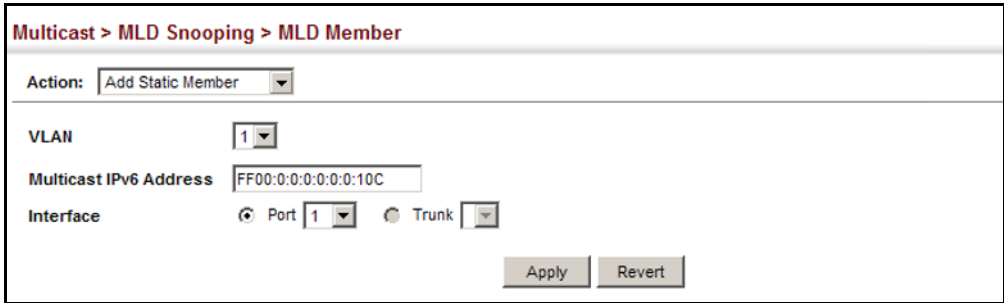 Multicast > MLD Snooping > MLD Member
Action: Add Static Member
VLAN 1
Multicast IPv6 Address FF00:0:0:0:0:0:0:10C
Interface Port 1 Trunk
Apply Revert